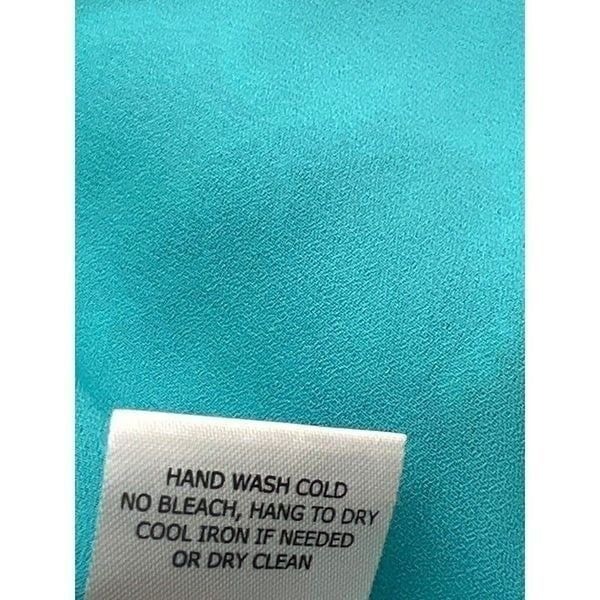 HAND WASH COLD
NO BLEACH, HANG TO DRY
COOL IRON IF NEEDED
OR DRY CLEAN